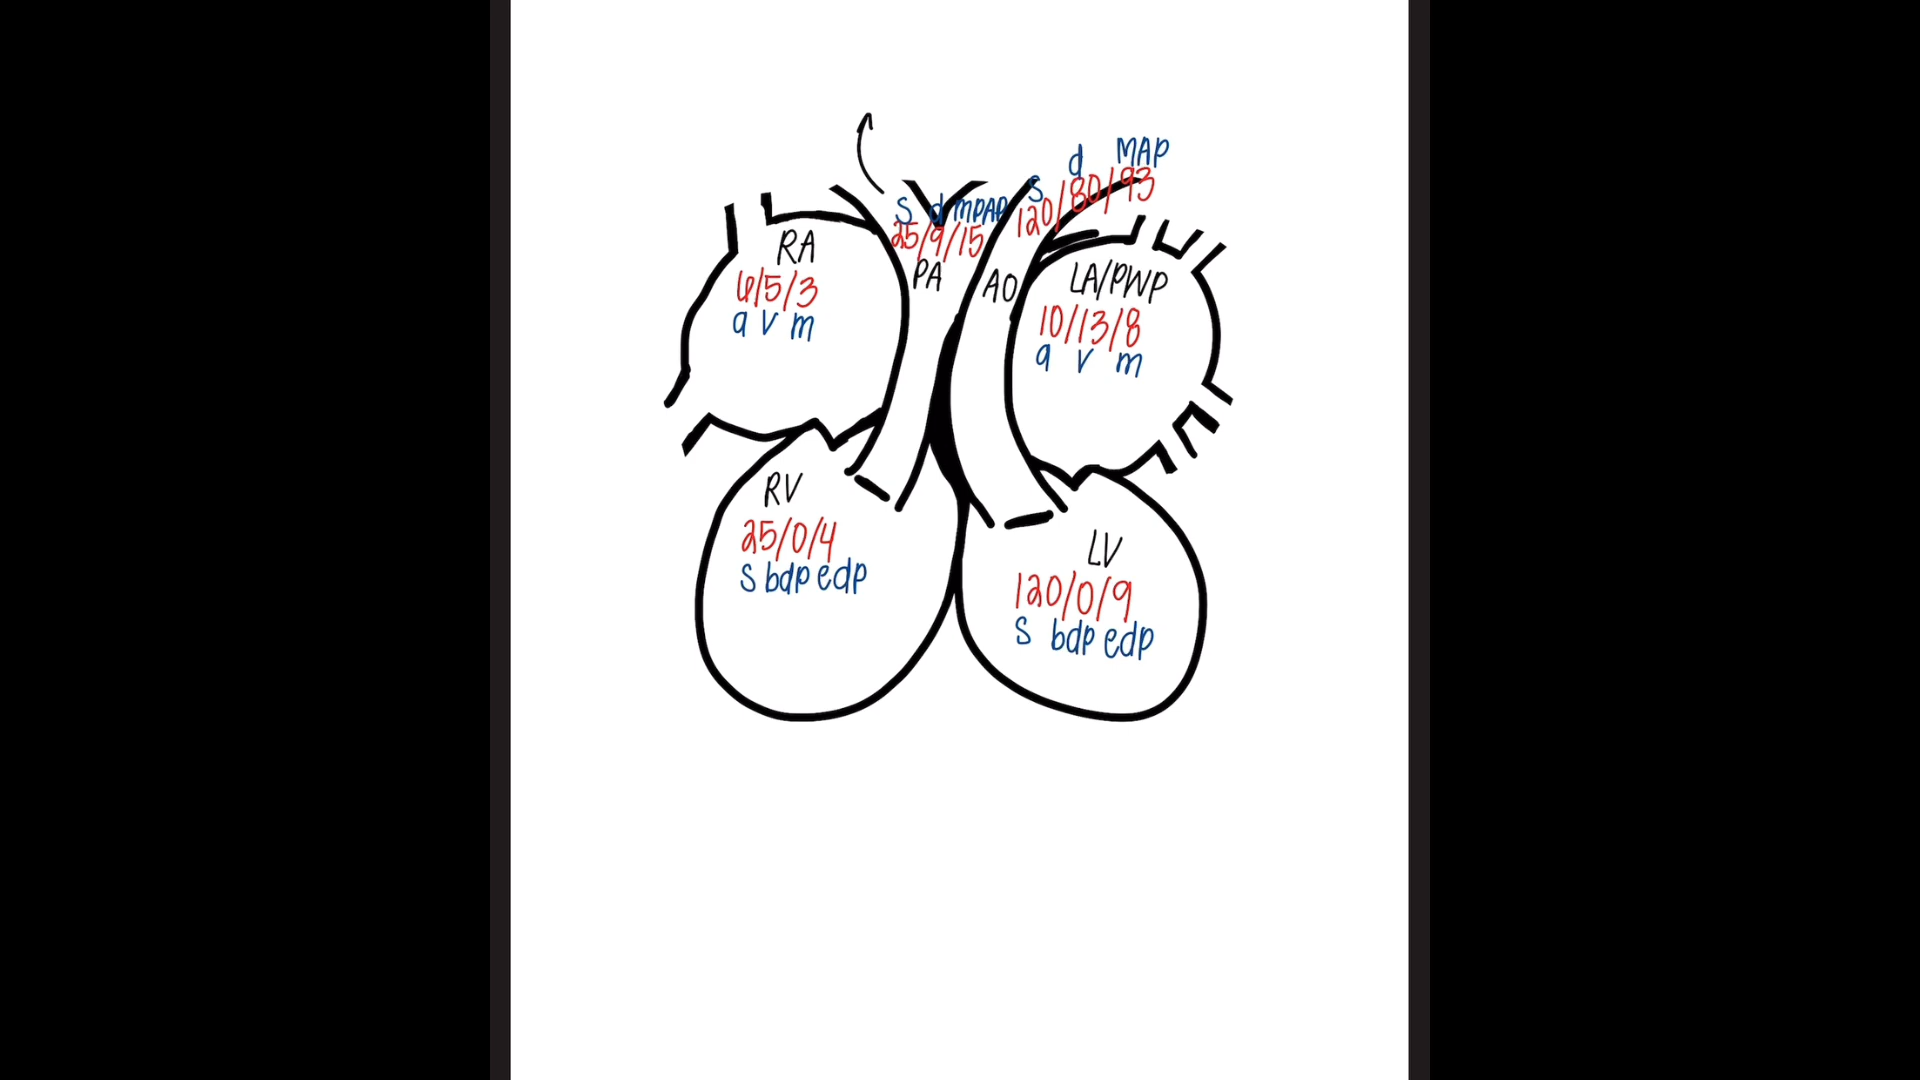 RA
6/5/3
a v m
s d mPAP
25/9/15
PA
s d MAP
120/80/93
AO
LA/PWP
10/13/8
a v m
RV
25/0/4
s bdp edp
LV
120/0/9
s bdp edp